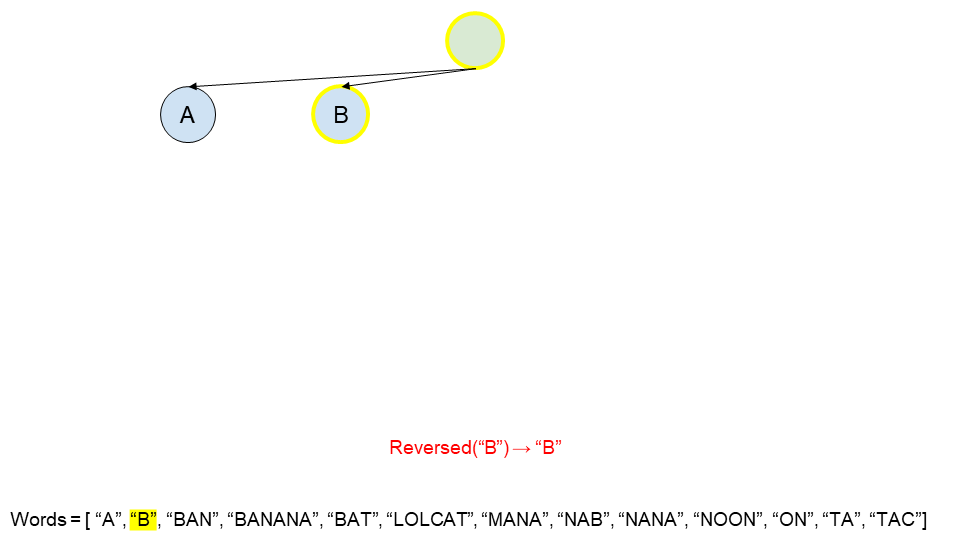 A
B
Reversed(“B”) → “B”
Words = [ “A”, “B”, “BAN”, “BANANA”, “BAT”, “LOLCAT”, “MANA”, “NAB”, “NANA”, “NOON”, “ON”, “TA”, “TAC”]